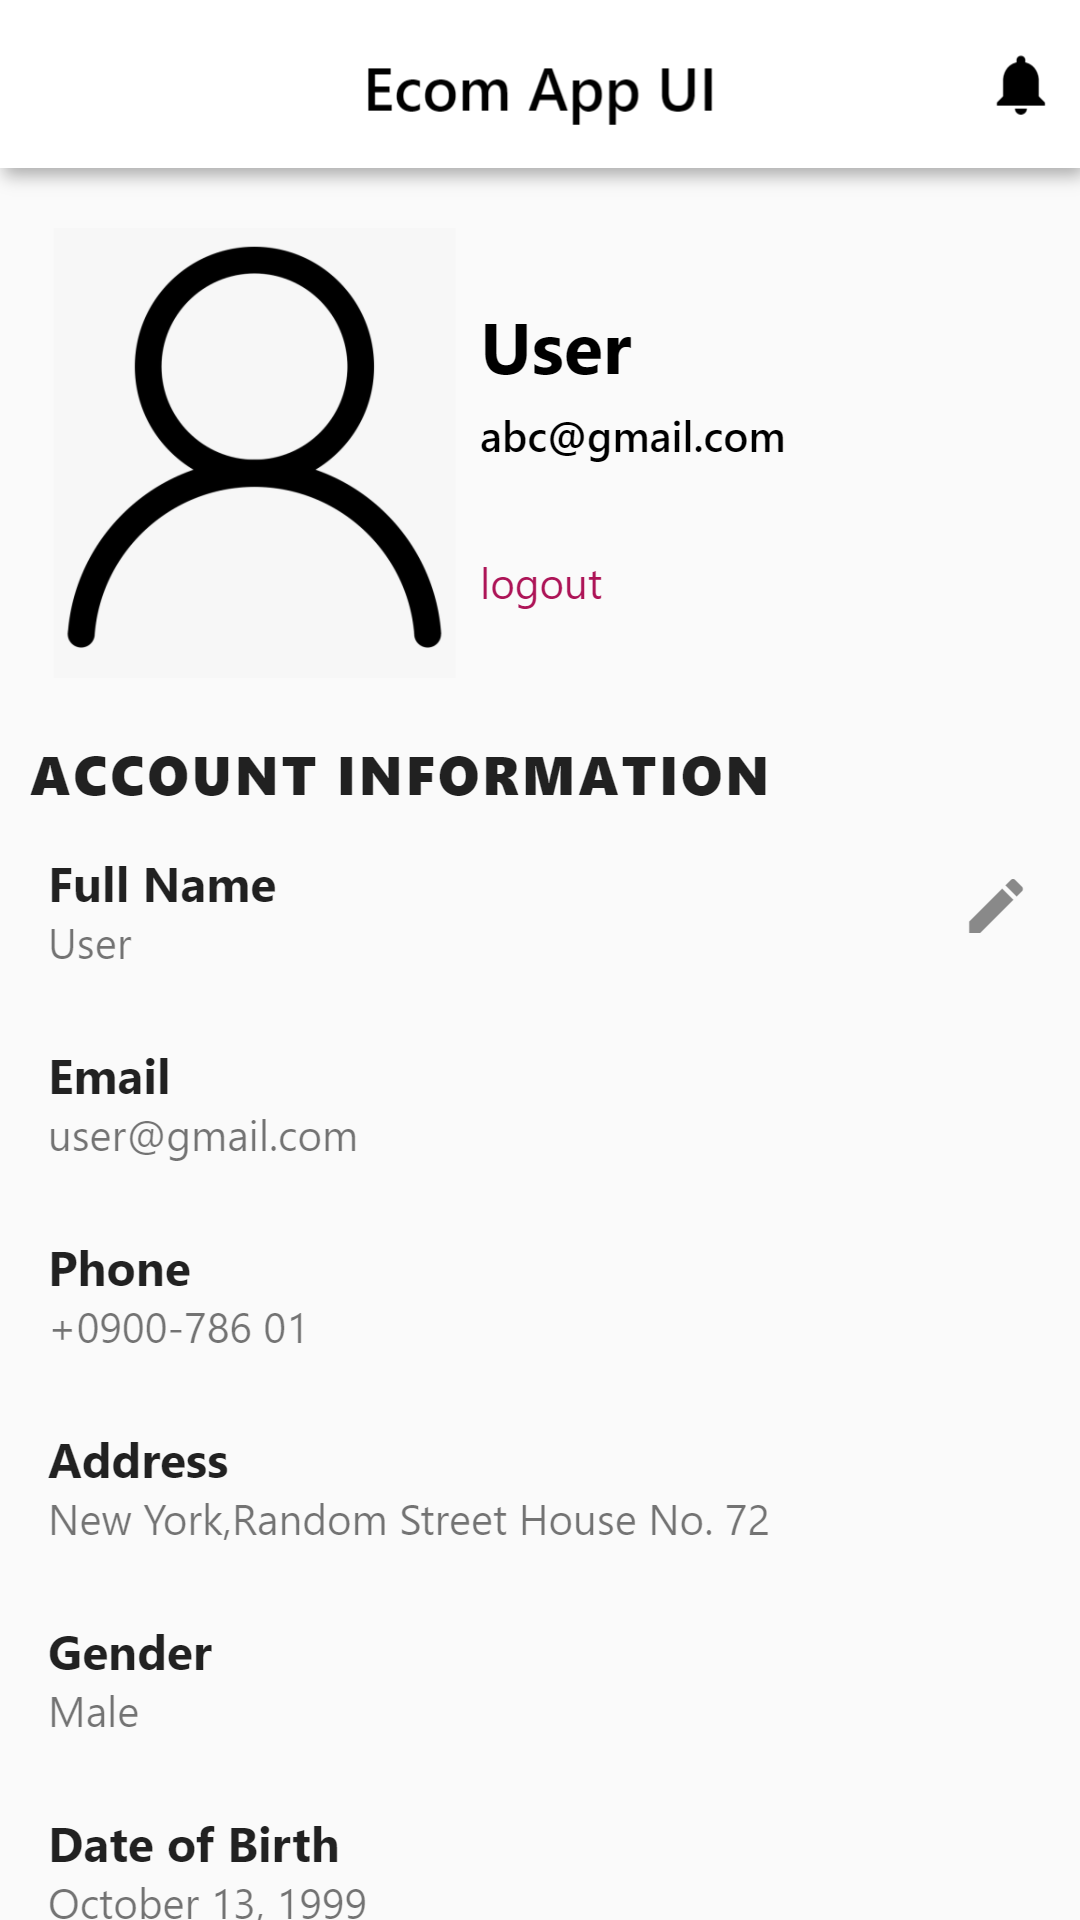 Ecom App UI
User
abc@gmail.com
logout
ACCOUNT INFORMATION
Full Name
User
Email
user@gmail.com
Phone
+0900-786 01
Address
New York,Random Street House No. 72
Gender
Male
Date of Birth
October 13, 1999